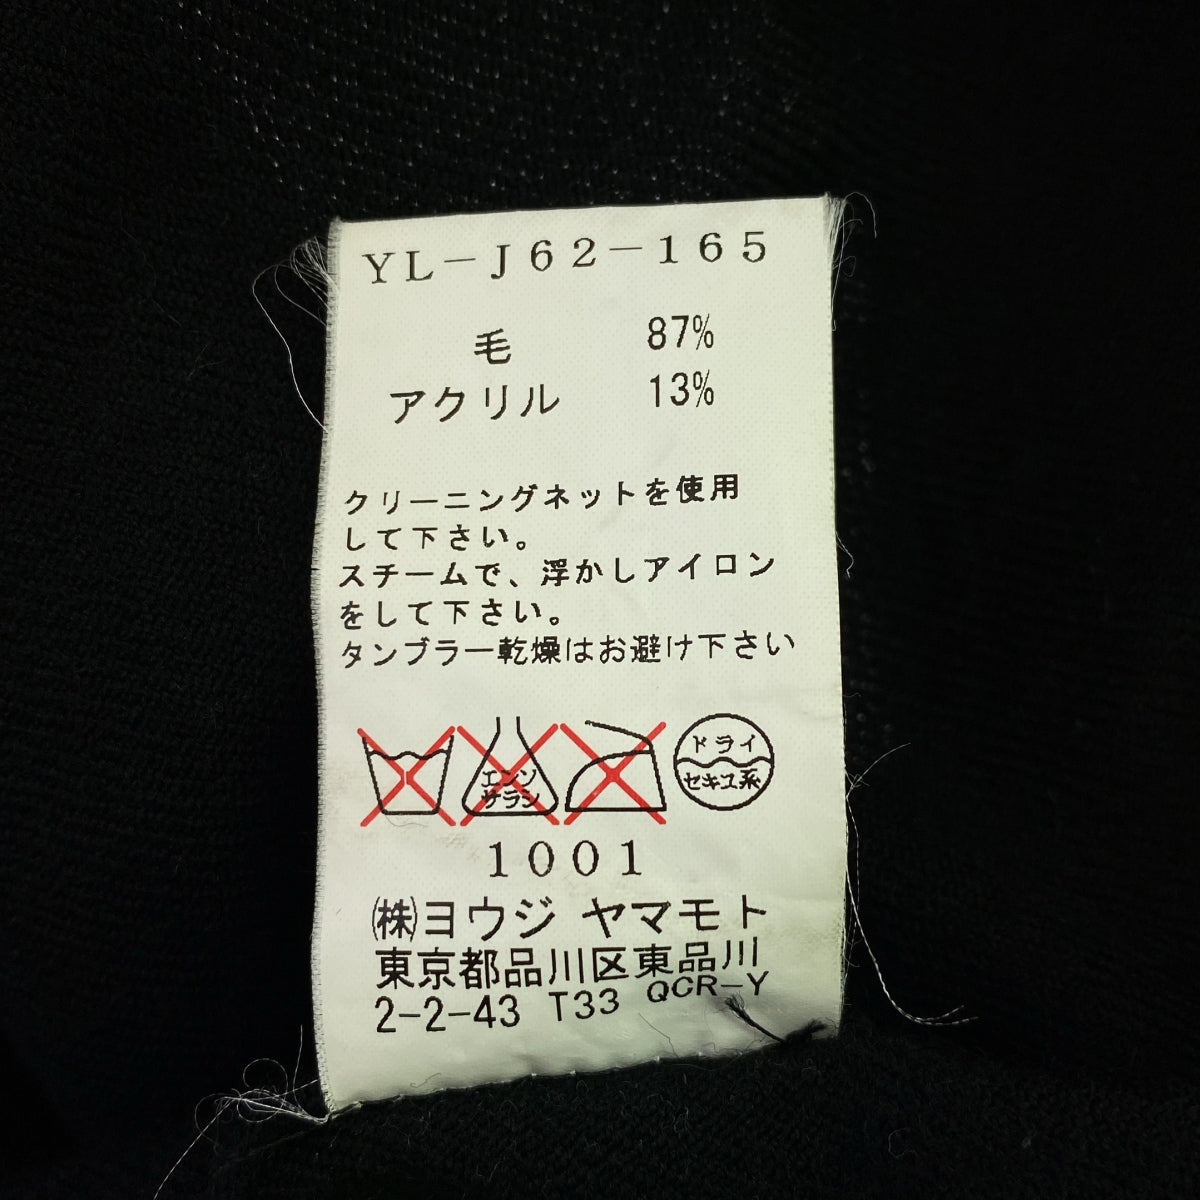 YL-J62-165
毛 87%
アクリル 13%
クリーニングネットを使用
して下さい。
スチームで、浮かしアイロン
をして下さい。
タンブラー乾燥はお避け下さい
エンソ
サラシ
ドライ
セキユ系
1001
㈱ヨウジ ヤマモト
東京都品川区東品川
2-2-43 T33 QCR-Y